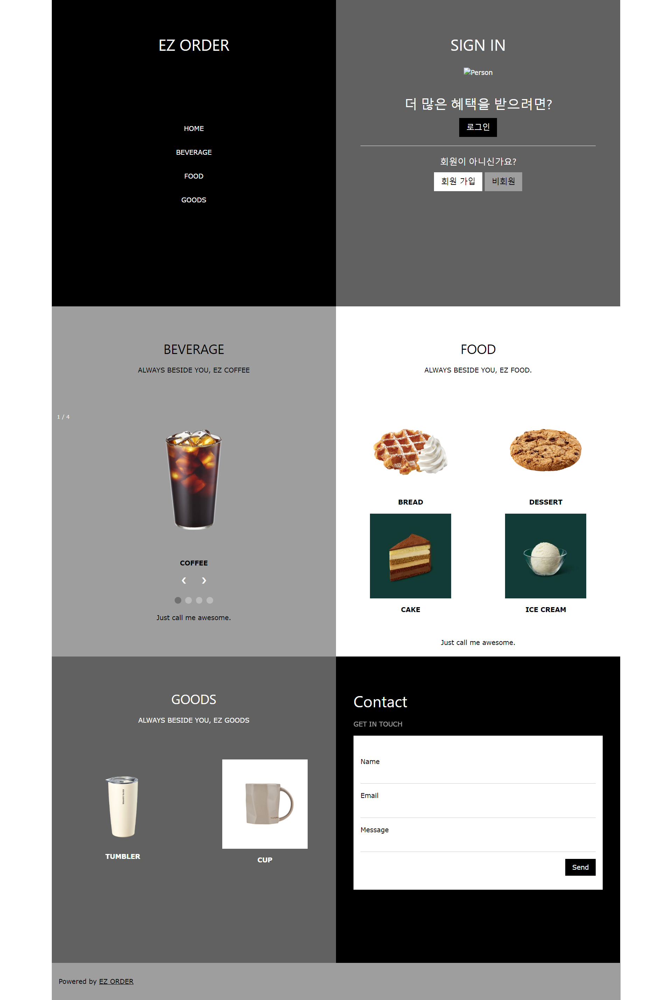 EZ ORDER
HOME
BEVERAGE
FOOD
GOODS
SIGN IN
Person
더 많은 혜택을 받으려면?
로그인
회원이 아니신가요?
회원 가입 비회원
BEVERAGE
ALWAYS BESIDE YOU, EZ COFFEE
1 / 4
COFFEE
❮ ❯
Just call me awesome.
FOOD
ALWAYS BESIDE YOU, EZ FOOD.
BREAD DESSERT
CAKE ICE CREAM
Just call me awesome.
GOODS
ALWAYS BESIDE YOU, EZ GOODS
TUMBLER CUP
Contact
GET IN TOUCH
Name
Email
Message
Send
Powered by EZ ORDER